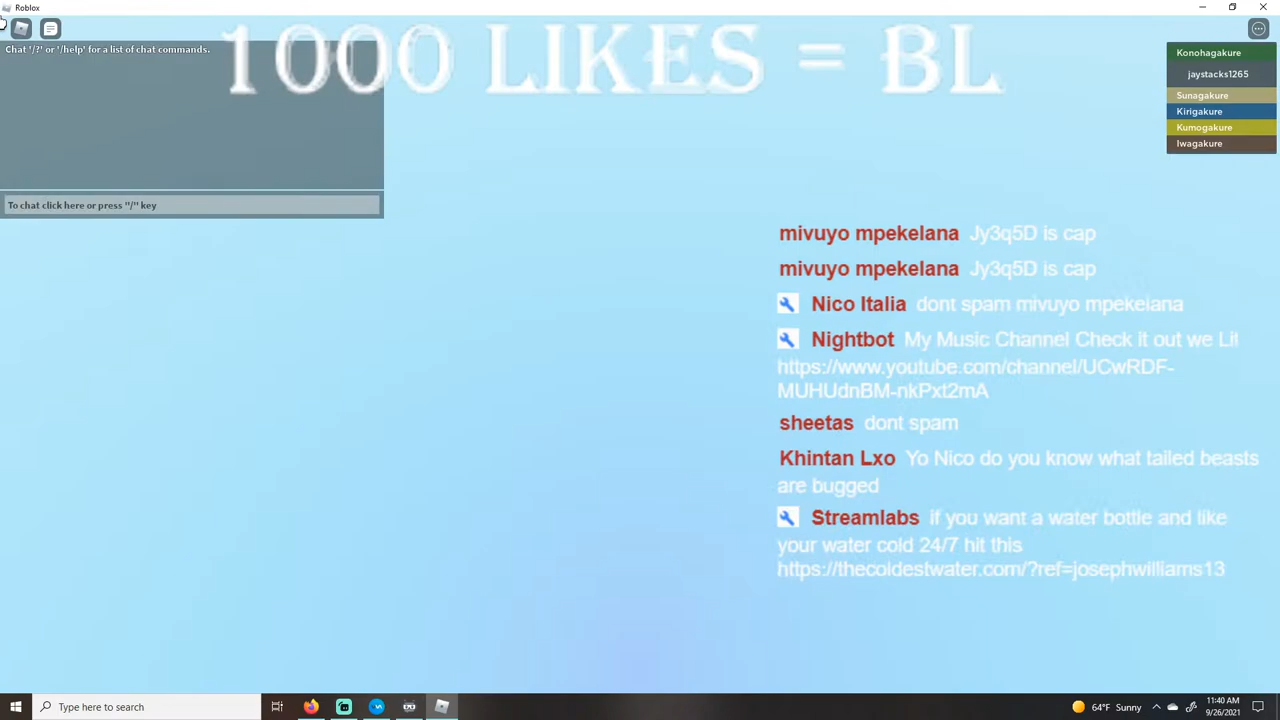 Roblox
Chat '/?' or '/help' for a list of chat commands.
1000 LIKES = BL
To chat click here or press "/" key
Konohagakure
jaystacks1265
Sunagakure
Kirigakure
Kumogakure
Iwagakure
mivuyo mpekelana Jy3q5D is cap
mivuyo mpekelana Jy3q5D is cap
Nico Italia dont spam mivuyo mpekelana
Nightbot My Music Channel Check it out we Lit
https://www.youtube.com/channel/UCwRDF-
MUHUdnBM-nkPxt2mA
sheetas dont spam
Khintan Lxo Yo Nico do you know what tailed beasts
are bugged
Streamlabs if you want a water bottle and like
your water cold 24/7 hit this
https://thecoldestwater.com/?ref=josephwilliams13
Type here to search
64°F Sunny
11:40 AM
9/26/2021